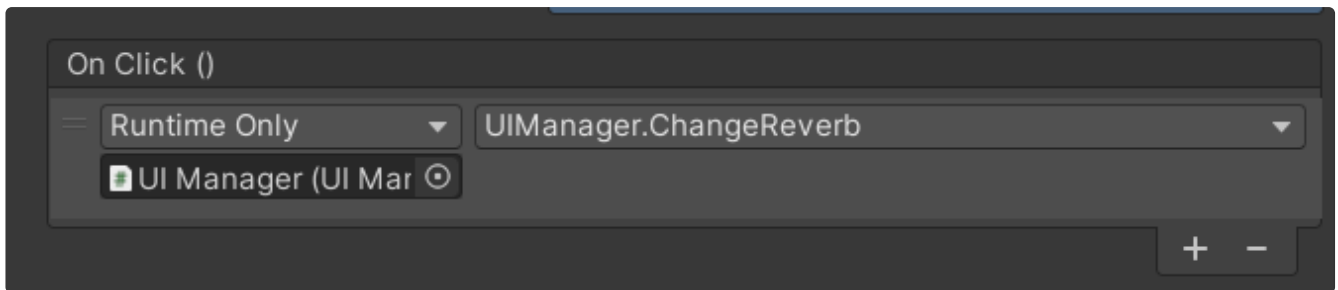 On Click ()
Runtime Only UIManager.ChangeReverb
UI Manager (UI Mar